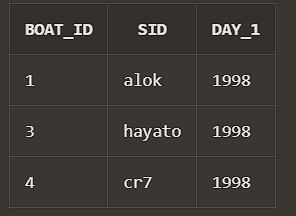 BOAT_ID SID DAY_1
1 alok 1998
3 hayato 1998
4 cr7 1998